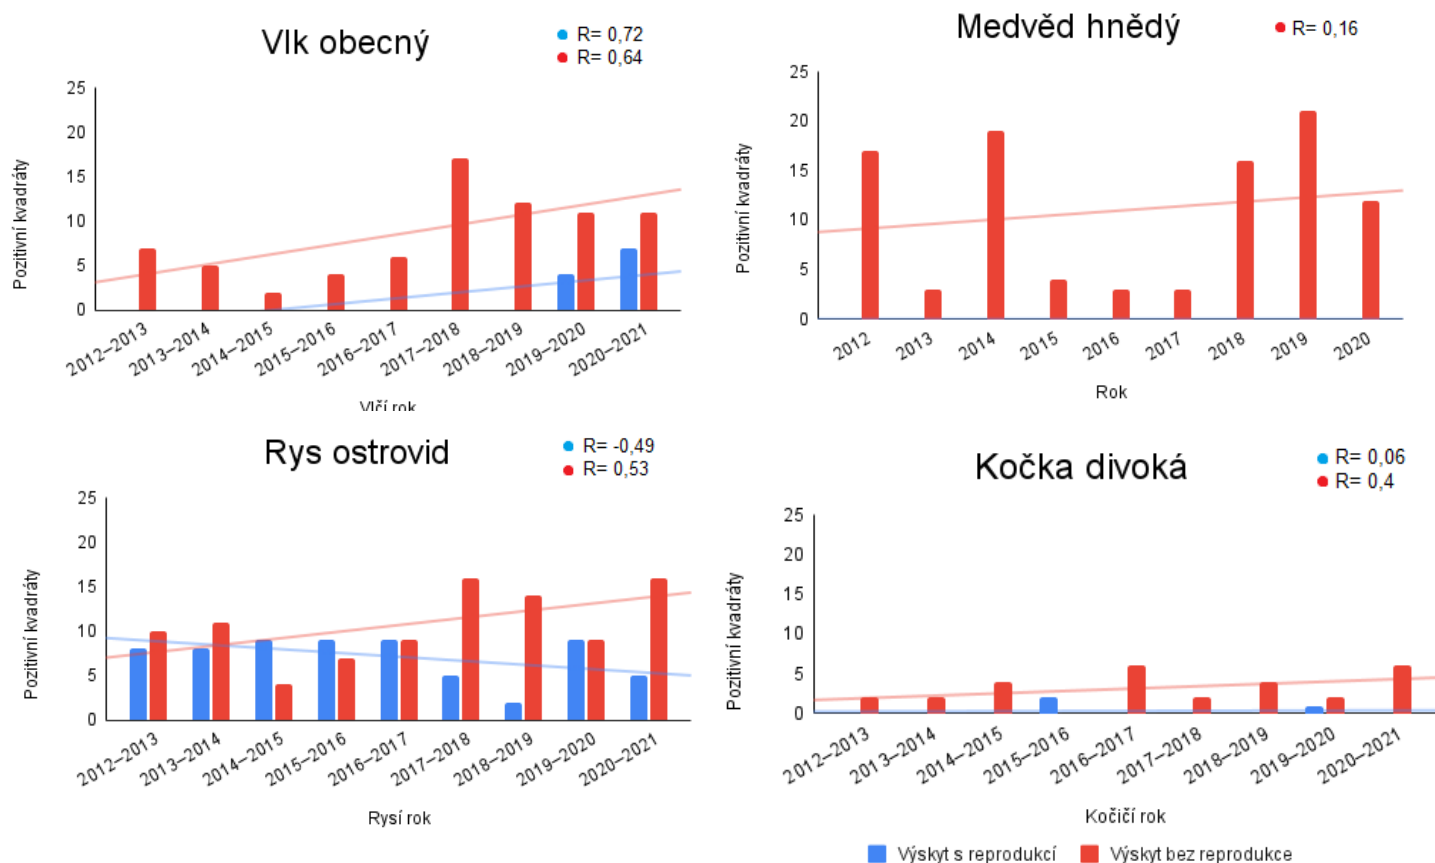 Vlk obecný
R= 0,72
R= 0,64
Pozitivní kvadráty
25
20
15
10
5
0
2012–2013
2013–2014
2014–2015
2015–2016
2016–2017
2017–2018
2018–2019
2019–2020
2020–2021
Vlčí rok
Medvěd hnědý
R= 0,16
Pozitivní kvadráty
25
20
15
10
5
0
2012
2013
2014
2015
2016
2017
2018
2019
2020
Rok
Rys ostrovid
R= -0,49
R= 0,53
Pozitivní kvadráty
25
20
15
10
5
0
2012–2013
2013–2014
2014–2015
2015–2016
2016–2017
2017–2018
2018–2019
2019–2020
2020–2021
Rysí rok
Kočka divoká
R= 0,06
R= 0,4
Pozitivní kvadráty
25
20
15
10
5
0
2012–2013
2013–2014
2014–2015
2015–2016
2016–2017
2017–2018
2018–2019
2019–2020
2020–2021
Kočičí rok
Výskyt s reprodukcí
Výskyt bez reprodukce